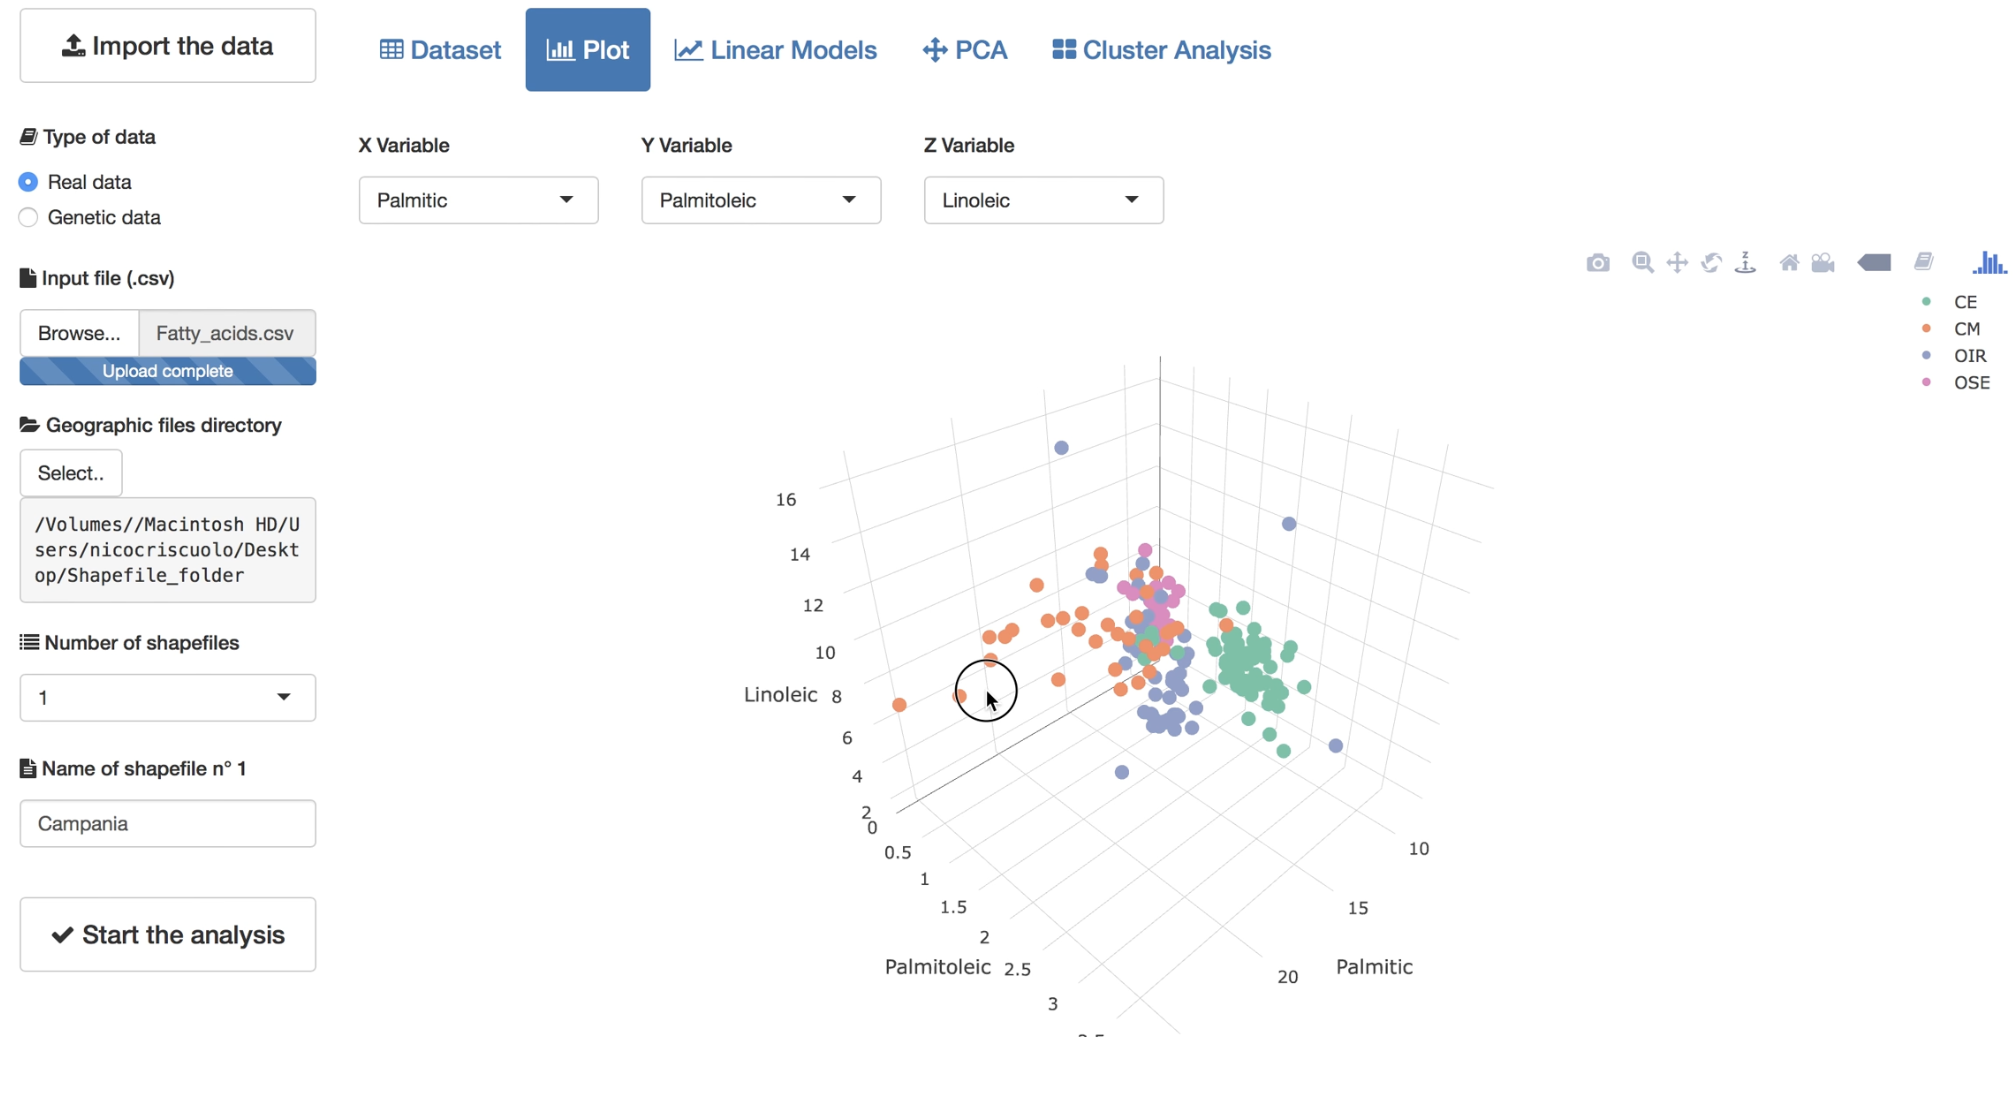 Import the data
Dataset
Plot
Linear Models
PCA
Cluster Analysis
Type of data
Real data
Genetic data
X Variable
Y Variable
Z Variable
Palmitic
Palmitoleic
Linoleic
Input file (.csv)
Browse...
Fatty_acids.csv
Upload complete
Geographic files directory
Select..
/Volumes//Macintosh HD/U
sers/nicocriscuolo/Deskt
op/Shapefile_folder
Number of shapefiles
1
Name of shapefile n° 1
Campania
Start the analysis
CE
CM
OIR
OSE
16
14
12
10
Linoleic 8
6
4
2
0
0.5
1
1.5
2
Palmitoleic 2.5
3
10
15
20
Palmitic